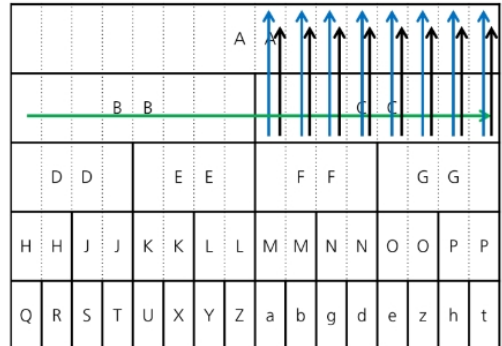 A A
B B C C
D D E E F F G G
H H J J K K L L M M N N O O P P
Q R S T U X Y Z a b g d e z h t